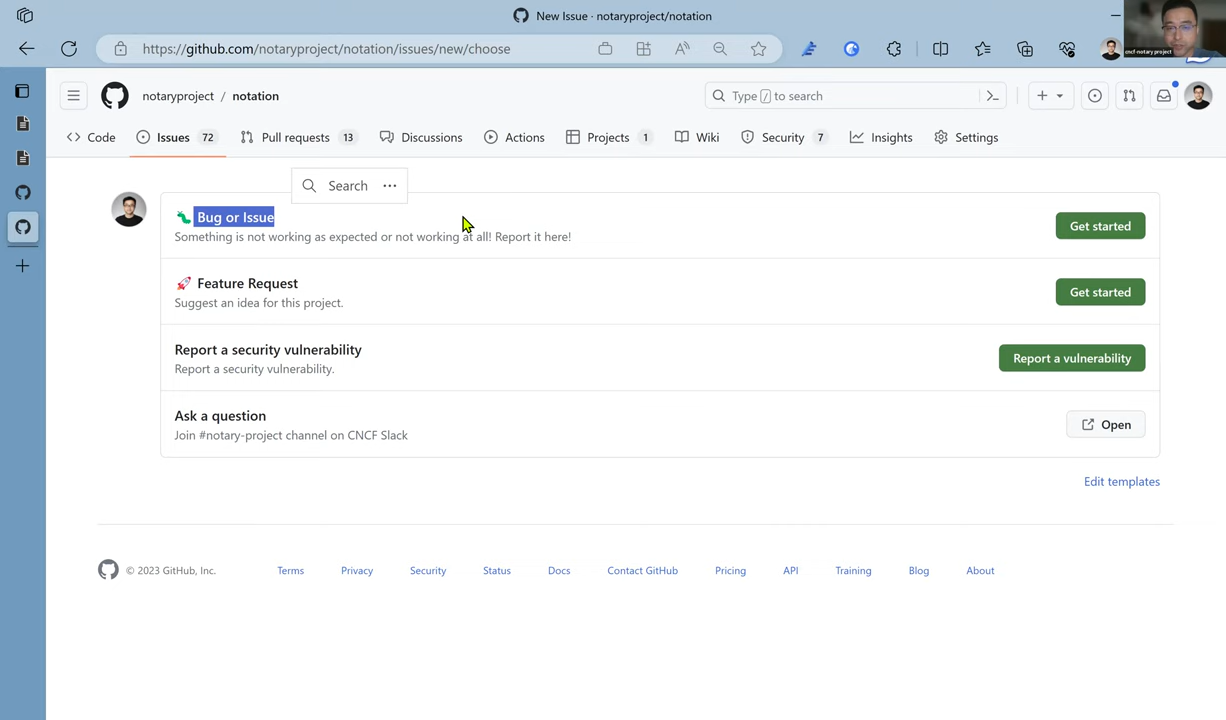 New Issue · notaryproject/notation
https://github.com/notaryproject/notation/issues/new/choose
cncf-notary project
notaryproject / notation
Type / to search
Code
Issues 72
Pull requests 13
Discussions
Actions
Projects 1
Wiki
Security 7
Insights
Settings
Search
Bug or Issue
Something is not working as expected or not working at all! Report it here!
Get started
Feature Request
Suggest an idea for this project.
Get started
Report a security vulnerability
Report a security vulnerability.
Report a vulnerability
Ask a question
Join #notary-project channel on CNCF Slack
Open
Edit templates
© 2023 GitHub, Inc.
Terms
Privacy
Security
Status
Docs
Contact GitHub
Pricing
API
Training
Blog
About